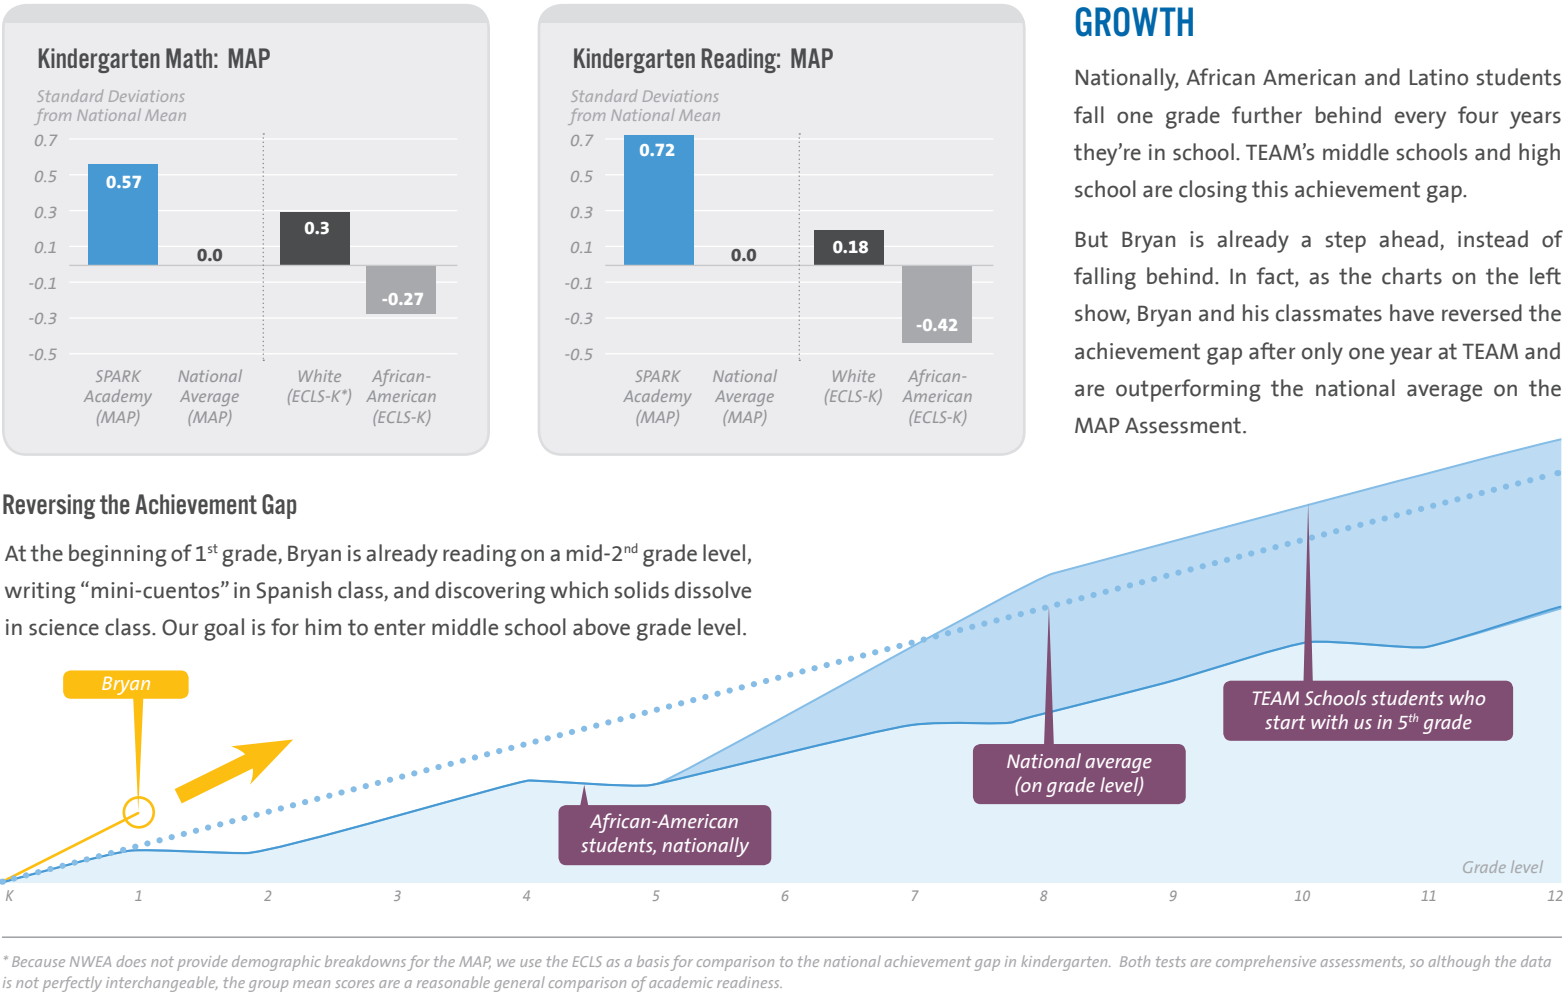 Kindergarten Math: MAP
Standard Deviations
from National Mean
0.7
0.5
0.3
0.1
-0.1
-0.3
-0.5
0.57
0.0
0.3
-0.27
SPARK
Academy
(MAP)
National
Average
(MAP)
White
(ECLS-K*)
African-
American
(ECLS-K)
Kindergarten Reading: MAP
Standard Deviations
from National Mean
0.7
0.5
0.3
0.1
-0.1
-0.3
-0.5
0.72
0.0
0.18
-0.42
SPARK
Academy
(MAP)
National
Average
(MAP)
White
(ECLS-K)
African-
American
(ECLS-K)
GROWTH
Nationally, African American and Latino students
fall one grade further behind every four years
they’re in school. TEAM’s middle schools and high
school are closing this achievement gap.
But Bryan is already a step ahead, instead of
falling behind. In fact, as the charts on the left
show, Bryan and his classmates have reversed the
achievement gap after only one year at TEAM and
are outperforming the national average on the
MAP Assessment.
Reversing the Achievement Gap
At the beginning of 1st grade, Bryan is already reading on a mid-2nd grade level,
writing “mini-cuentos” in Spanish class, and discovering which solids dissolve
in science class. Our goal is for him to enter middle school above grade level.
Bryan
African-American
students, nationally
National average
(on grade level)
TEAM Schools students who
start with us in 5th grade
Grade level
K 1 2 3 4 5 6 7 8 9 10 11 12
* Because NWEA does not provide demographic breakdowns for the MAP, we use the ECLS as a basis for comparison to the national achievement gap in kindergarten. Both tests are comprehensive assessments, so although the data
is not perfectly interchangeable, the group mean scores are a reasonable general comparison of academic readiness.